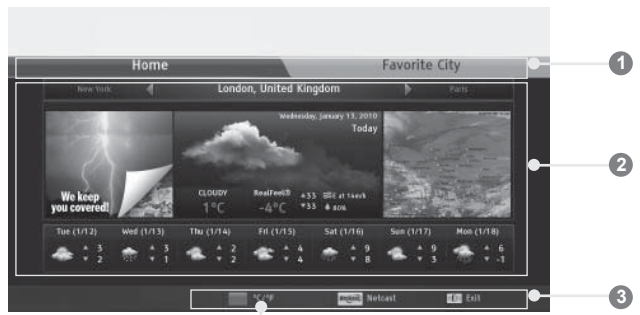 Home
Favorite City
1
New York
London, United Kingdom
Paris
Wednesday, January 13, 2010
Today
We keep
you covered!
CLOUDY
1°C
RealFeel®
-4°C
2
Tue (1/12)
Wed (1/13)
Thu (1/14)
Fri (1/15)
Sat (1/16)
Sun (1/17)
Mon (1/18)
▲ 3 ▲ 3 ▲ 2 ▲ 4 ▲ 9 ▲ 9 ▲ 6
▼ 2 ▼ 1 ▼ 2 ▼ 4 ▼ 8 ▼ 3 ▼ -1
°C/°F
Netcast
Exit
3